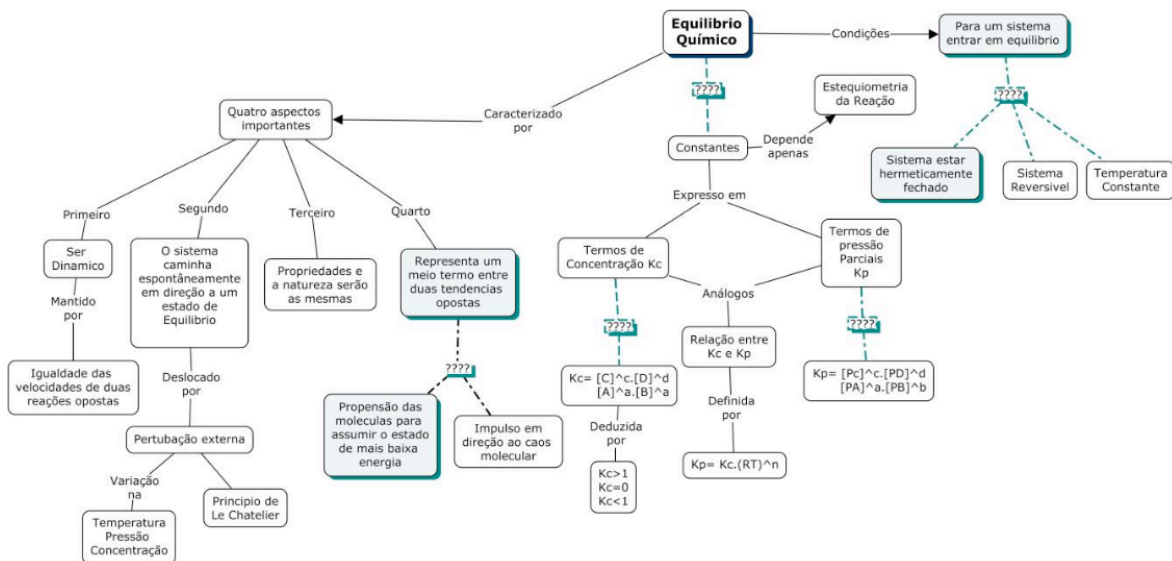 Equilibrio
Químico
Condições
Para um sistema
entrar em equilibrio
????
????
Caracterizado
por
Quatro aspectos
importantes
Estequiometria
da Reação
Depende
apenas
Constantes
Sistema estar
hermeticamente
fechado
Sistema
Reversivel
Temperatura
Constante
Expresso em
Primeiro
Segundo
Terceiro
Quarto
Ser
Dinamico
O sistema
caminha
espontâneamente
em direção a um
estado de
Equilibrio
Propriedades e
a natureza serão
as mesmas
Representa um
meio termo entre
duas tendencias
opostas
Termos de
Concentração Kc
Termos de
pressão
Parciais
Kp
Análogos
Mantido
por
????
????
????
Relação entre
Kc e Kp
Igualdade das
velocidades de duas
reações opostas
Deslocado
por
Kc= [C]^c.[D]^d
[A]^a.[B]^a
Kp= [Pc]^c.[PD]^d
[PA]^a.[PB]^b
Propensão das
moleculas para
assumir o estado
de mais baixa
energia
Impulso em
direção ao caos
molecular
Deduzida
por
Definida
por
Pertubação externa
Kp= Kc.(RT)^n
Kc>1
Kc=0
Kc<1
Variação
na
Principio de
Le Chatelier
Temperatura
Pressão
Concentração